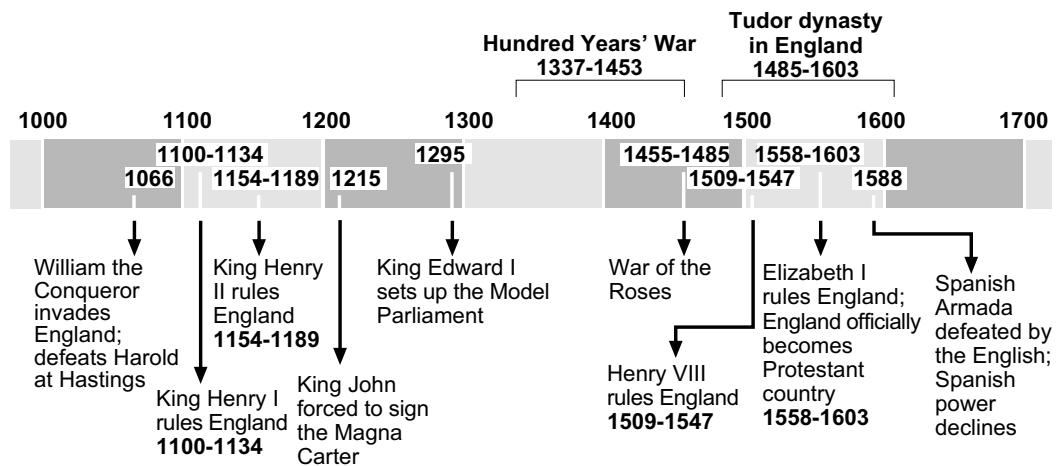 Hundred Years' War
1337-1453
Tudor dynasty
in England
1485-1603
1000 1100 1200 1300 1400 1500 1600 1700
1100-1134 1295 1455-1485 1558-1603
1066 1154-1189 1215 1509-1547 1588
William the
Conqueror
invades
England;
defeats Harold
at Hastings
King Henry I
rules England
1100-1134
King Henry
II rules
England
1154-1189
King John
forced to sign
the Magna
Carter
King Edward I
sets up the Model
Parliament
War of the
Roses
Henry VIII
rules England
1509-1547
Elizabeth I
rules England;
England officially
becomes
Protestant
country
1558-1603
Spanish
Armada
defeated by
the English;
Spanish
power
declines